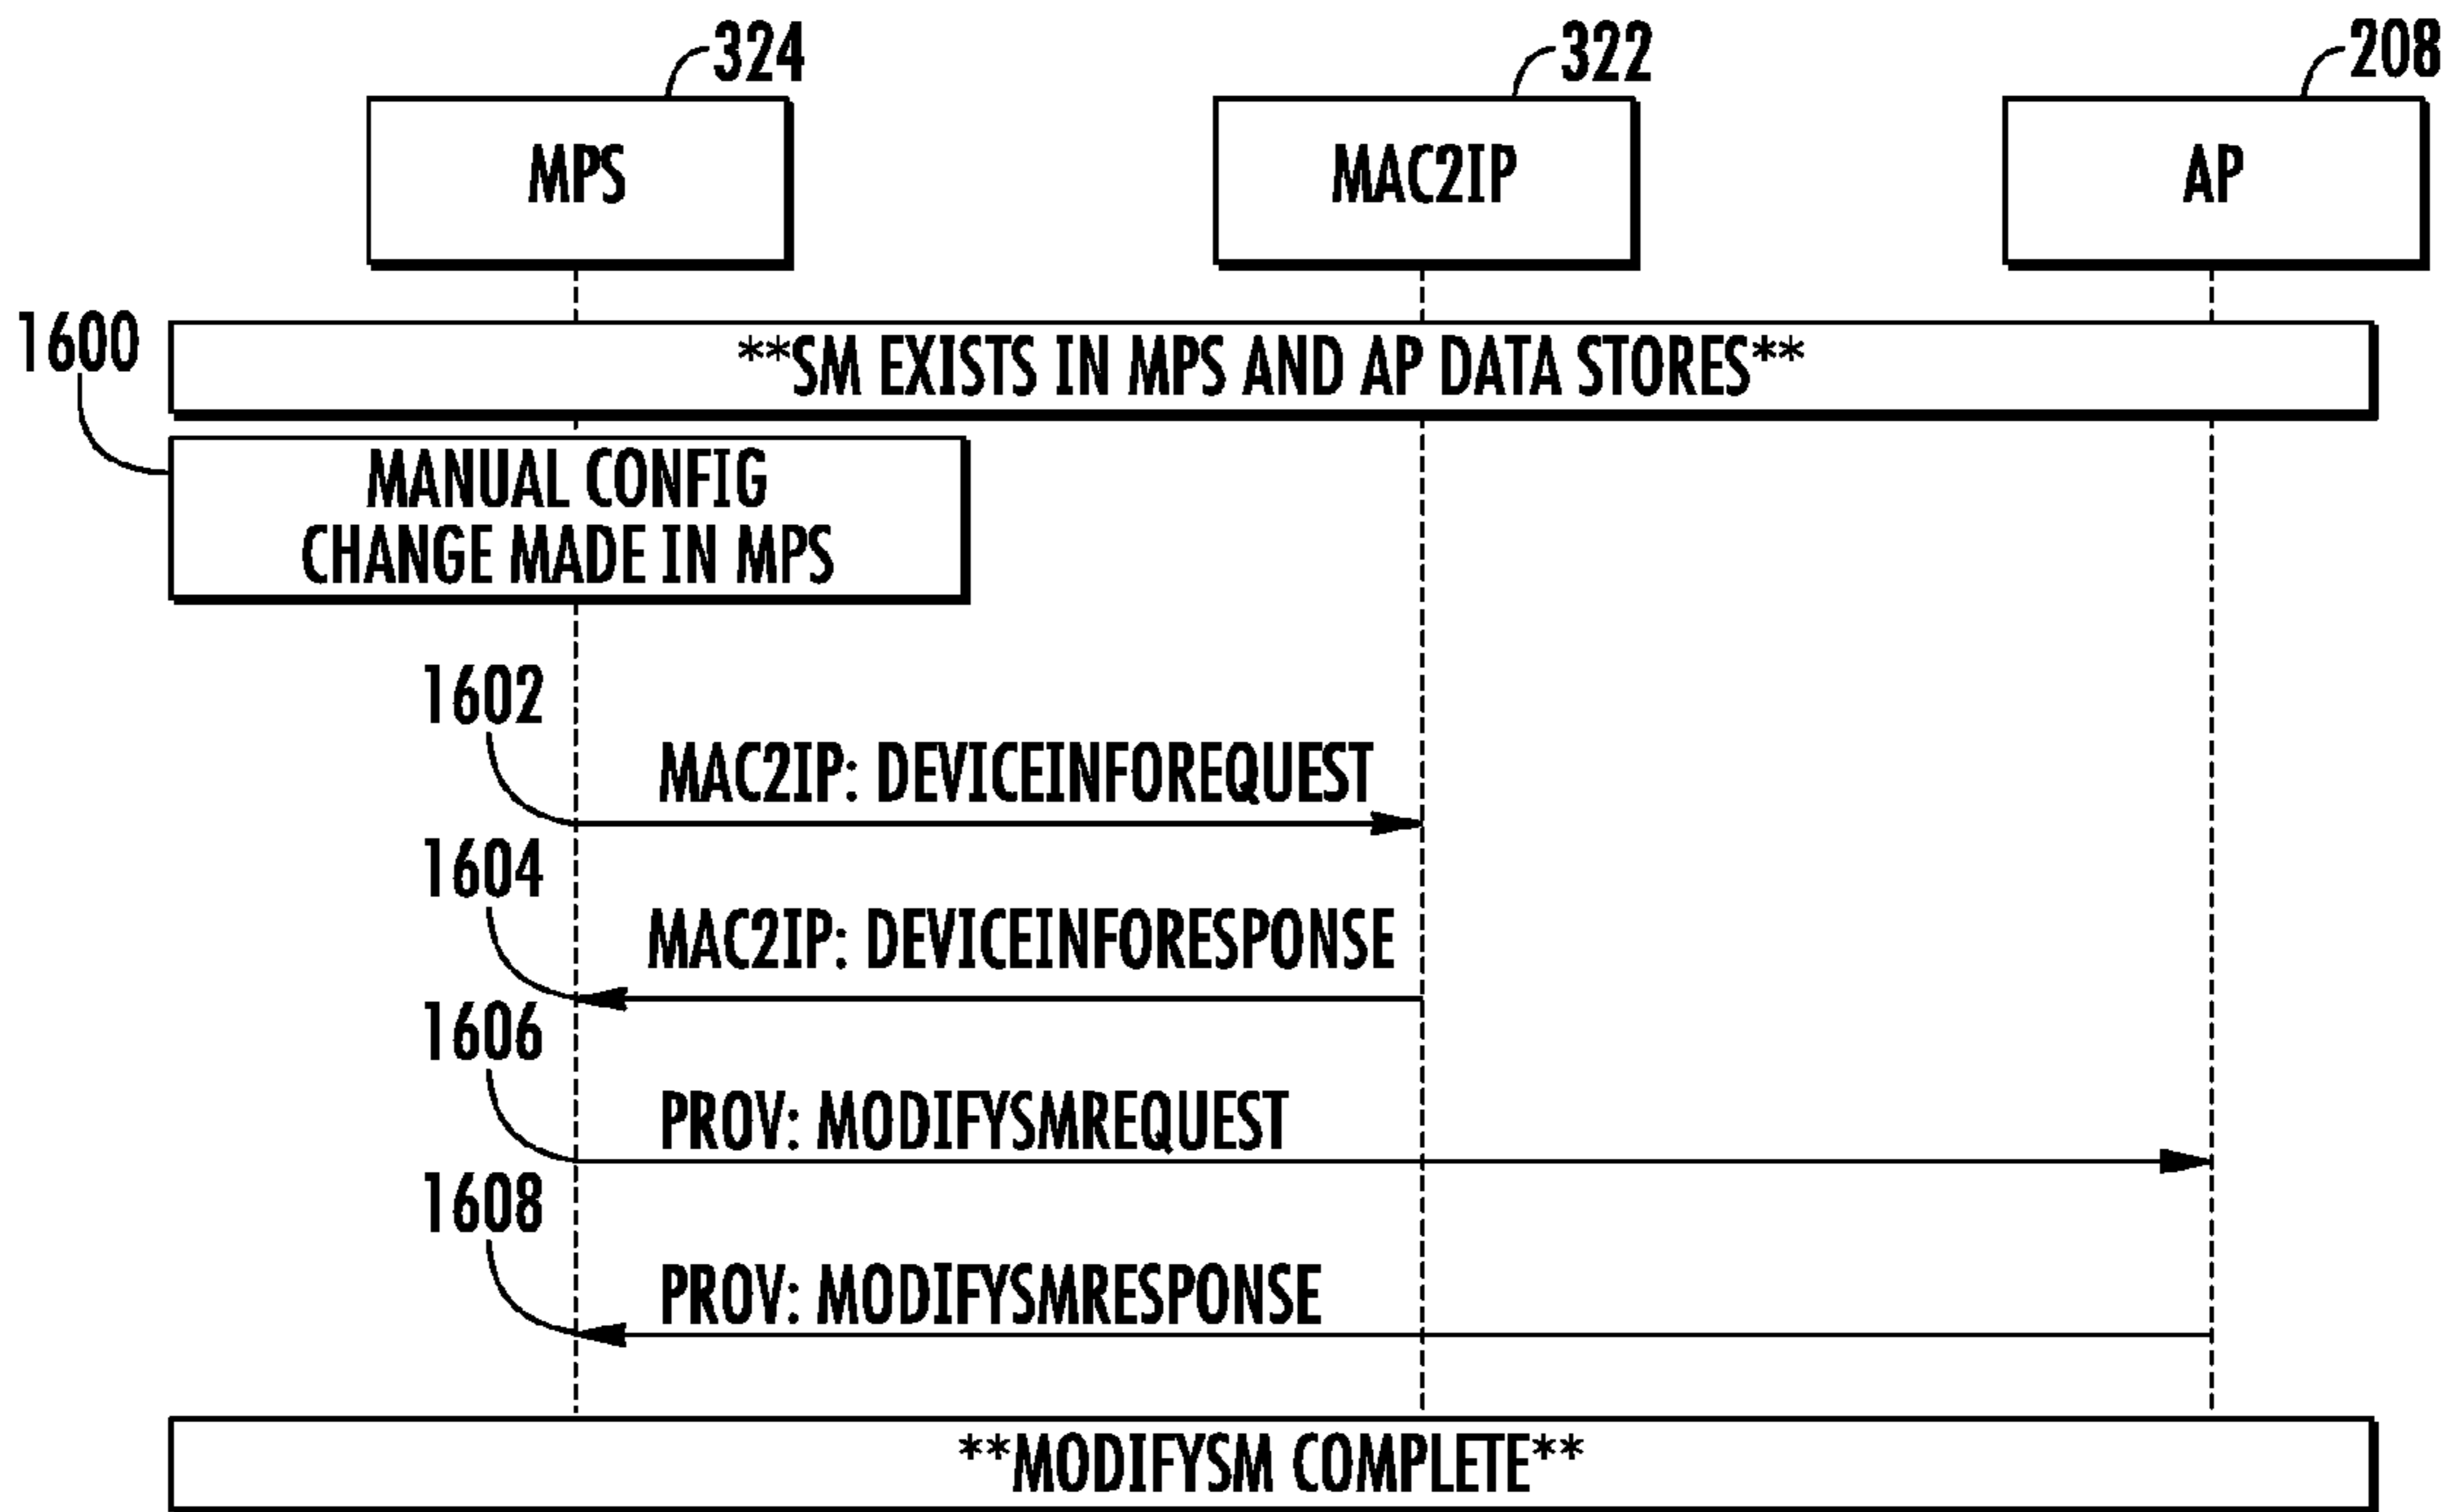 324
322
208
MPS
MAC2IP
AP
1600
**SM EXISTS IN MPS AND AP DATA STORES**
MANUAL CONFIG
CHANGE MADE IN MPS
1602
MAC2IP: DEVICEINFOREQUEST
1604
MAC2IP: DEVICEINFORESPONSE
1606
PROV: MODIFYSMREQUEST
1608
PROV: MODIFYSMRESPONSE
**MODIFYSM COMPLETE**